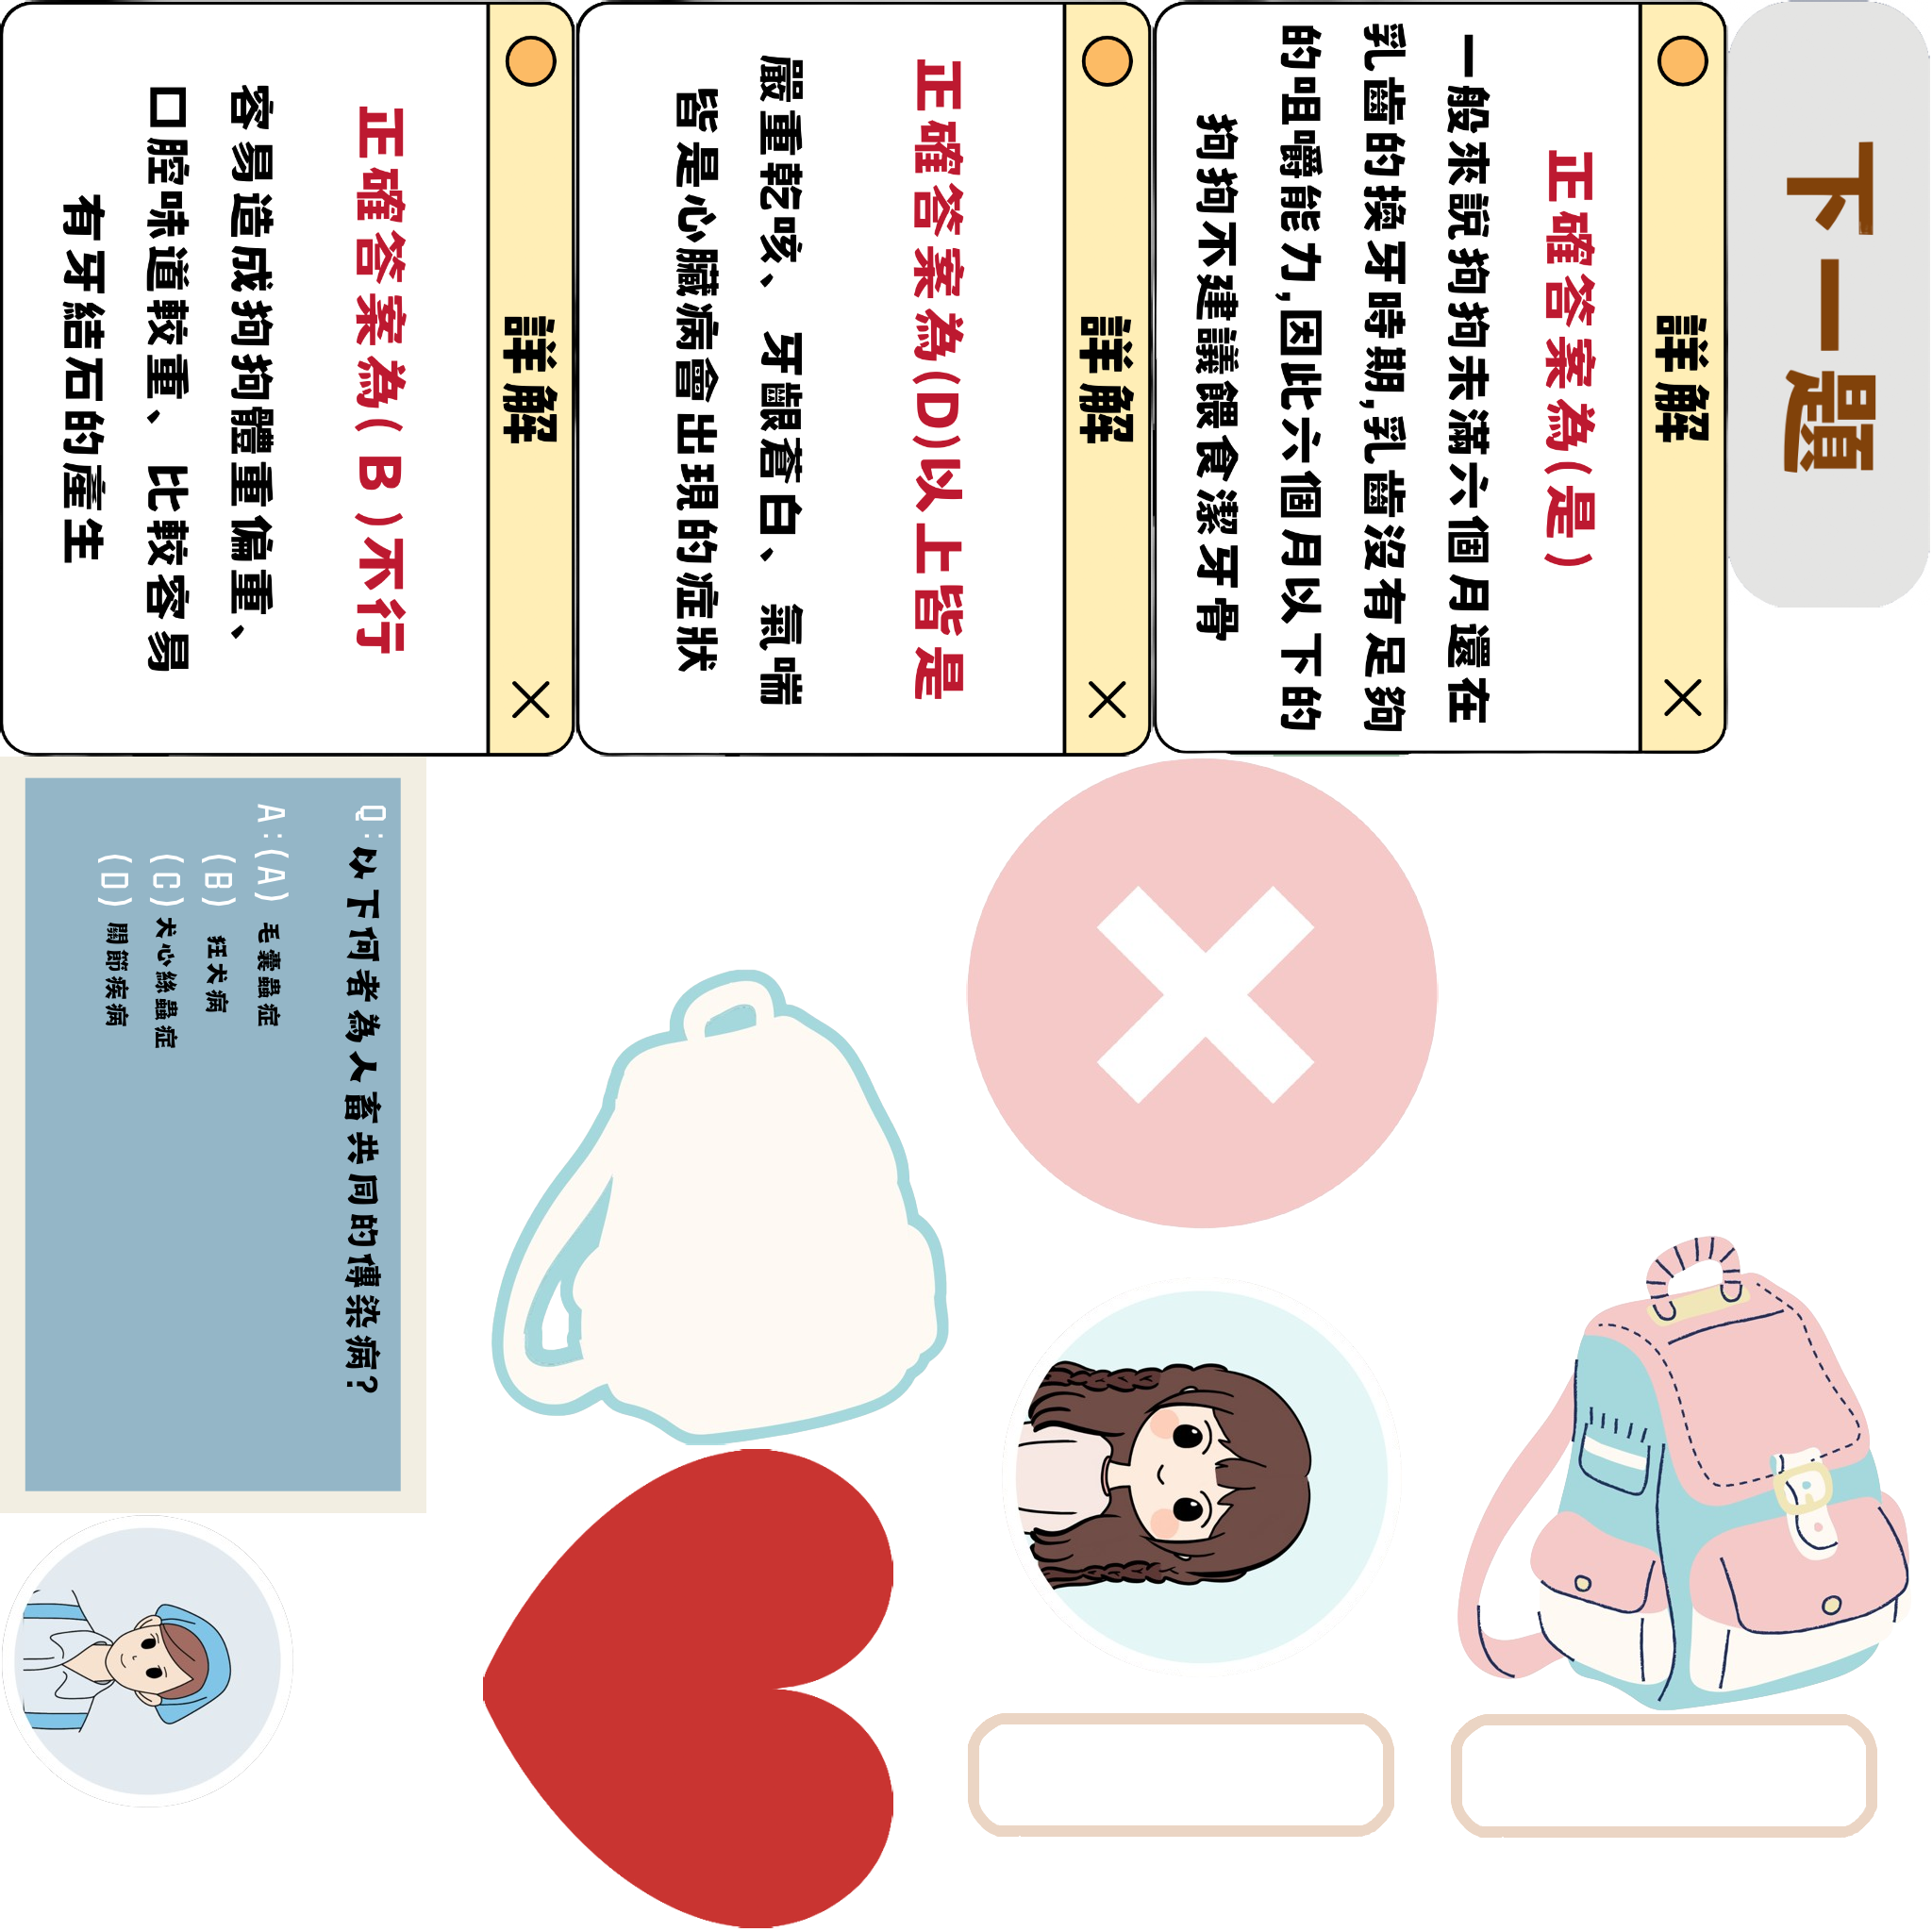 詳解
正確答案為( B )不行
容易造成狗狗體重偏重、
口腔味道較重、比較容易
有牙結石的產生
詳解
正確答案為(D)以上皆是
嚴重乾咳、牙齦蒼白、氣喘
皆是心臟病會出現的症狀
詳解
正確答案為(是)
一般來說狗狗未滿六個月還在
乳齒的換牙時期,乳齒沒有足夠
的咀嚼能力,因此六個月以下的
狗狗不建議餵食潔牙骨
下一題
Q:以下何者為人畜共同的傳染病?
A:(A) 毛囊蟲症
(B) 狂犬病
(C) 犬心絲蟲症
(D) 關節疾病